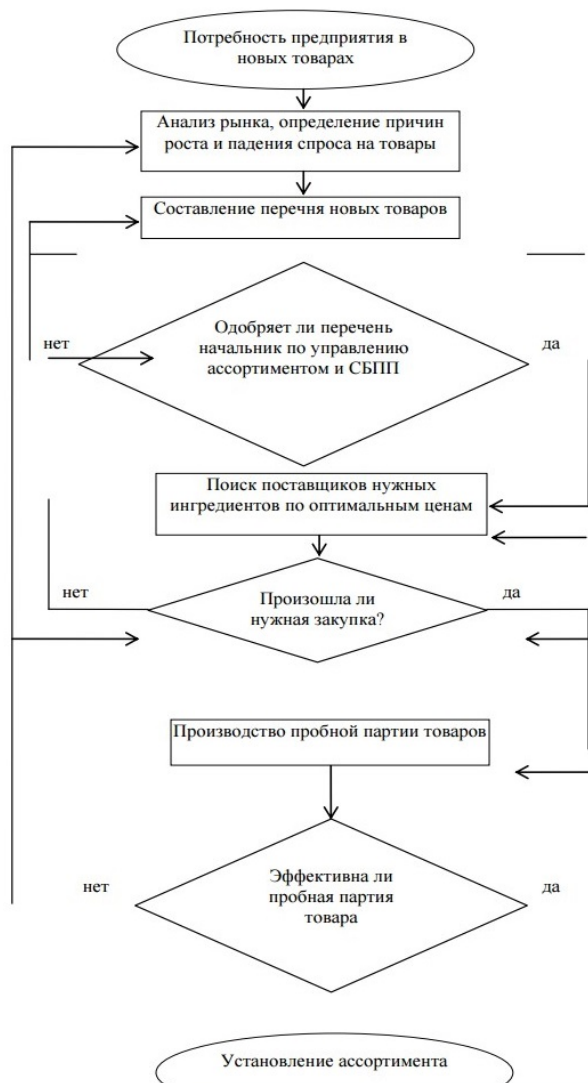 Потребность предприятия в
новых товарах
Анализ рынка, определение причин
роста и падения спроса на товары
Составление перечня новых товаров
Одобряет ли перечень
начальник по управлению
ассортиментом и СБПП
нет
да
Поиск поставщиков нужных
ингредиентов по оптимальным ценам
нет
Произошла ли
нужная закупка?
да
Производство пробной партии товаров
нет
Эффективна ли
пробная партия
товара
да
Установление ассортимента